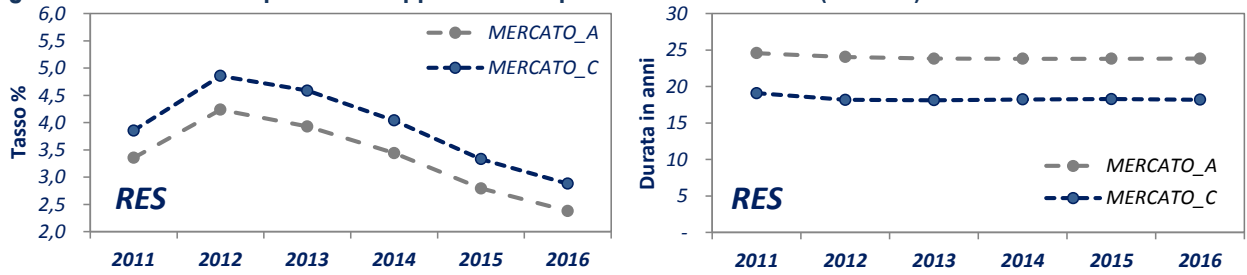 6,0
5,5
5,0
4,5
4,0
3,5
3,0
2,5
2,0
Tasso %
MERCATO_A
MERCATO_C
RES
2011 2012 2013 2014 2015 2016
30
25
20
15
10
5
-
Durata in anni
MERCATO_A
MERCATO_C
RES
2011 2012 2013 2014 2015 2016